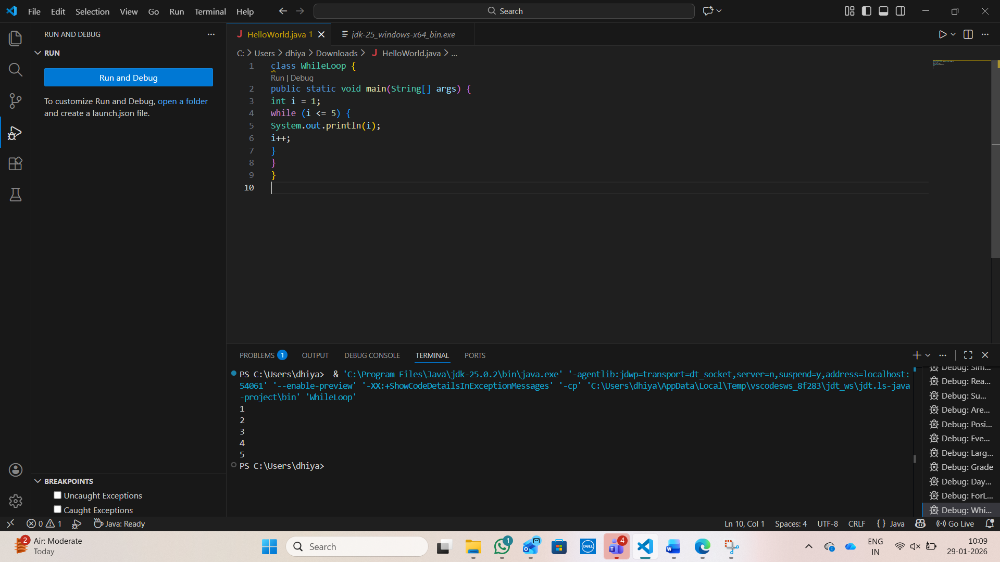 File Edit Selection View Go Run Terminal Help
Search
RUN AND DEBUG
RUN
Run and Debug
To customize Run and Debug, open a folder
and create a launch.json file.
HelloWorld.java 1
jdk-25_windows-x64_bin.exe
C: > Users > dhiya > Downloads > J HelloWorld.java > ...
1 class WhileLoop {
Run | Debug
2 public static void main(String[] args) {
3 int i = 1;
4 while (i <= 5) {
5 System.out.println(i);
6 i++;
7 }
8 }
9 }
10
PROBLEMS 1 OUTPUT DEBUG CONSOLE TERMINAL PORTS
PS C:\Users\dhiya>  & 'C:\Program Files\Java\jdk-25.0.2\bin\java.exe' '-agentlib:jdwp=transport=dt_socket,server=n,suspend=y,address=localhost:
54061' '--enable-preview' '-XX:+ShowCodeDetailsInExceptionMessages' '-cp' 'C:\Users\dhiya\AppData\Local\Temp\vscodesws_8f283\jdt_ws\jdt.ls-java
-project\bin' 'WhileLoop'
1
2
3
4
5
PS C:\Users\dhiya>
Debug: Sim...
Debug: Rea...
Debug: Su...
Debug: Are...
Debug: Posi...
Debug: Eve...
Debug: Larg...
Debug: Grade
Debug: Day...
Debug: ForL...
Debug: Whi...
BREAKPOINTS
Uncaught Exceptions
Caught Exceptions
0 1 Java: Ready
Ln 10, Col 1 Spaces: 4 UTF-8 CRLF {} Java Go Live
2
Air: Moderate
Today
Search
1
4
ENG
IN
10:09
29-01-2026